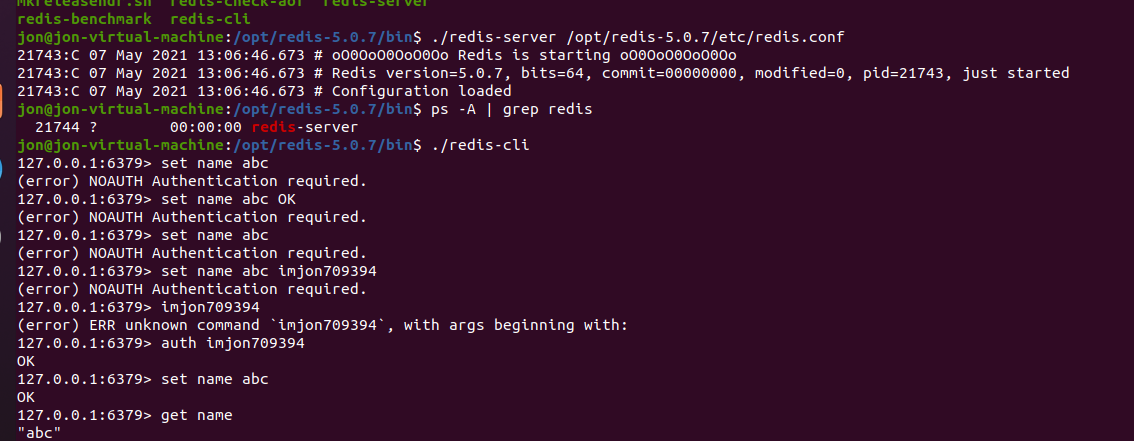 mkreleasehdr.sh  redis-check-aof  redis-server
redis-benchmark  redis-cli
jon@jon-virtual-machine:/opt/redis-5.0.7/bin$ ./redis-server /opt/redis-5.0.7/etc/redis.conf
21743:C 07 May 2021 13:06:46.673 # oO0OoO0OoO0Oo Redis is starting oO0OoO0OoO0Oo
21743:C 07 May 2021 13:06:46.673 # Redis version=5.0.7, bits=64, commit=00000000, modified=0, pid=21743, just started
21743:C 07 May 2021 13:06:46.673 # Configuration loaded
jon@jon-virtual-machine:/opt/redis-5.0.7/bin$ ps -A | grep redis
  21744 ?        00:00:00 redis-server
jon@jon-virtual-machine:/opt/redis-5.0.7/bin$ ./redis-cli
127.0.0.1:6379> set name abc
(error) NOAUTH Authentication required.
127.0.0.1:6379> set name abc OK
(error) NOAUTH Authentication required.
127.0.0.1:6379> set name abc
(error) NOAUTH Authentication required.
127.0.0.1:6379> set name abc imjon709394
(error) NOAUTH Authentication required.
127.0.0.1:6379> imjon709394
(error) ERR unknown command `imjon709394`, with args beginning with:
127.0.0.1:6379> auth imjon709394
OK
127.0.0.1:6379> set name abc
OK
127.0.0.1:6379> get name
"abc"